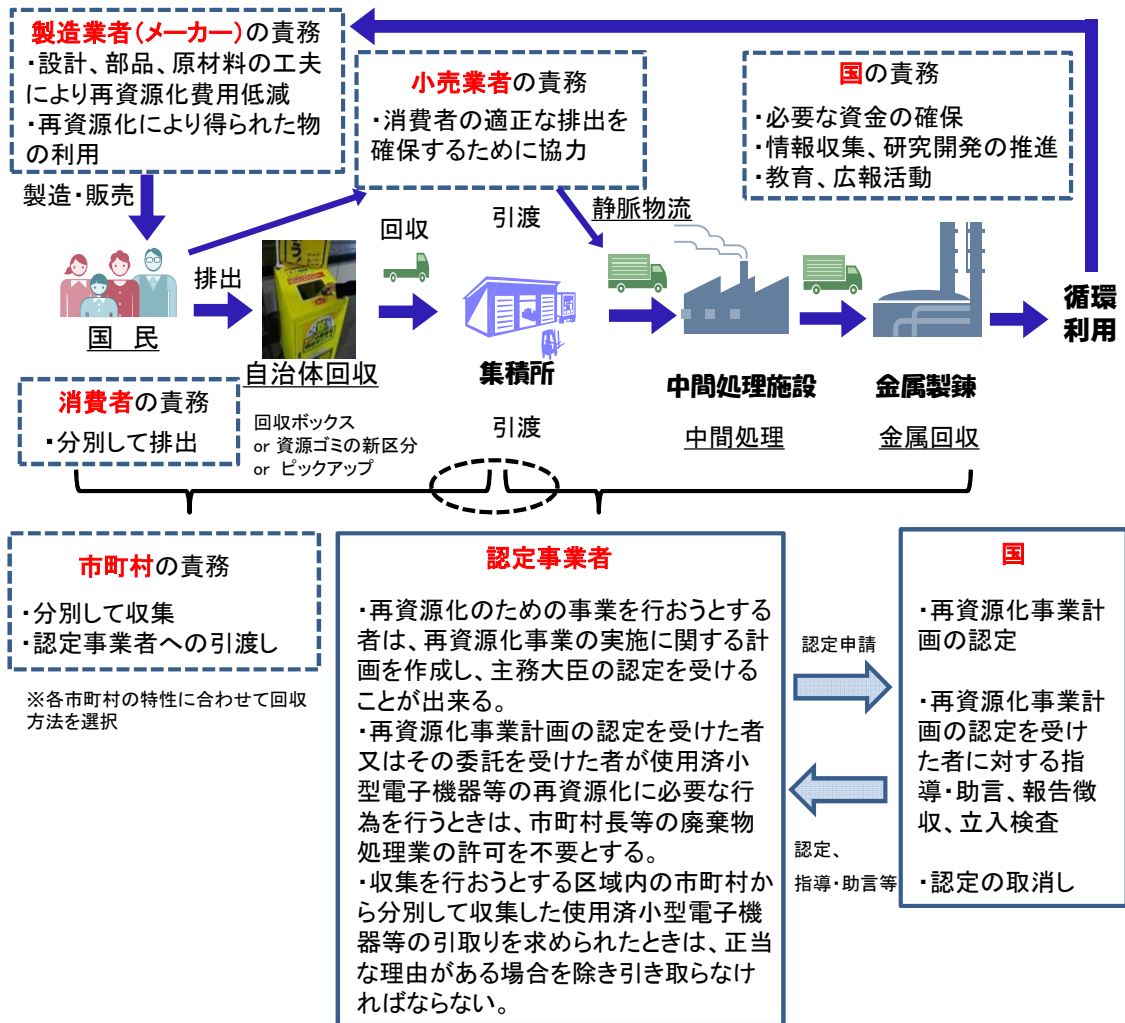 製造業者(メーカー)の責務
・設計、部品、原材料の工夫
により再資源化費用低減
・再資源化により得られた物
の利用
小売業者の責務
・消費者の適正な排出を
確保するために協力
国の責務
・必要な資金の確保
・情報収集、研究開発の推進
・教育、広報活動
製造・販売
回収
引渡
静脈物流
排出
国 民
自治体回収
集積所
中間処理施設
金属製錬
循環
利用
中間処理
金属回収
消費者の責務
・分別して排出
回収ボックス
or 資源ゴミの新区分
or ピックアップ
引渡
市町村の責務
・分別して収集
・認定事業者への引渡し
※各市町村の特性に合わせて回収
方法を選択
認定事業者
・再資源化のための事業を行おうとする
者は、再資源化事業の実施に関する計
画を作成し、主務大臣の認定を受ける
ことが出来る。
・再資源化事業計画の認定を受けた者
又はその委託を受けた者が使用済小
型電子機器等の再資源化に必要な行
為を行うときは、市町村長等の廃棄物
処理業の許可を不要とする。
・収集を行おうとする区域内の市町村か
ら分別して収集した使用済小型電子機
器等の引取りを求められたときは、正当
な理由がある場合を除き引き取らなけ
ればならない。
認定申請
認定、
指導・助言等
国
・再資源化事業計
画の認定
・再資源化事業計
画の認定を受け
た者に対する指
導・助言、報告徴
収、立入検査
・認定の取消し